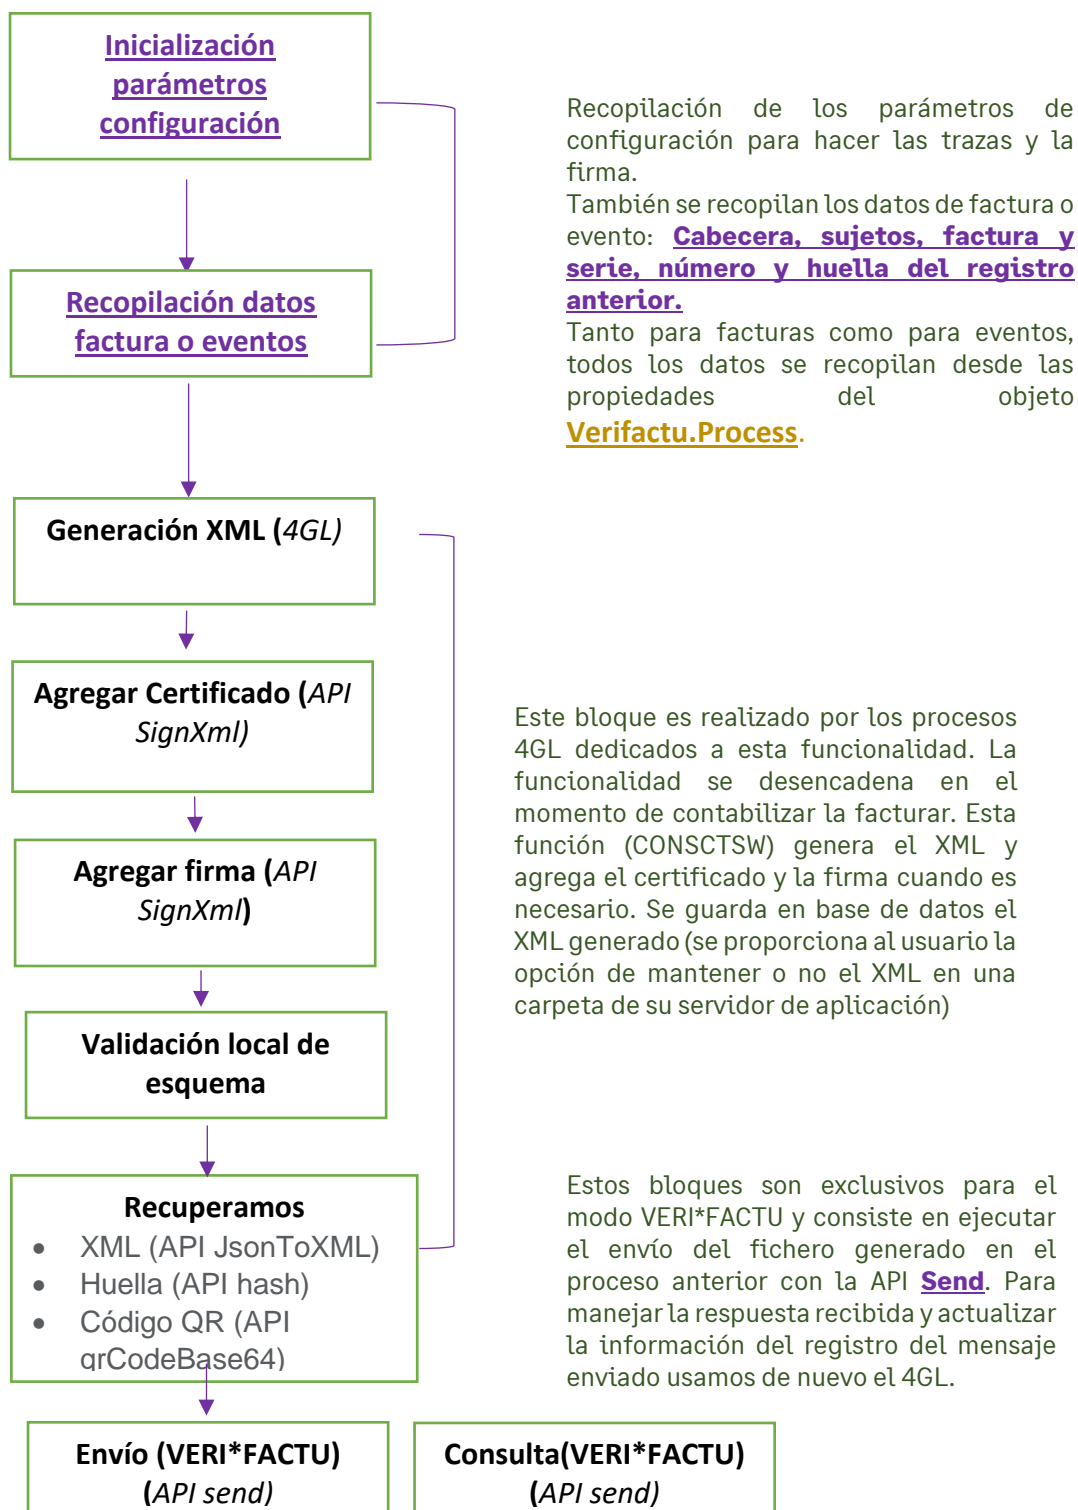 Inicialización
parámetros
configuración
Recopilación de los parámetros de
configuración para hacer las trazas y la
firma.
También se recopilan los datos de factura o
evento: Cabecera, sujetos, factura y
serie, número y huella del registro
anterior.
Tanto para facturas como para eventos,
todos los datos se recopilan desde las
propiedades del objeto
Verifactu.Process.
Recopilación datos
factura o eventos
Generación XML (4GL)
Agregar Certificado (API
SignXml)
Agregar firma (API
SignXml)
Validación local de
esquema
Este bloque es realizado por los procesos
4GL dedicados a esta funcionalidad. La
funcionalidad se desencadena en el
momento de contabilizar la facturar. Esta
función (CONSCTSW) genera el XML y
agrega el certificado y la firma cuando es
necesario. Se guarda en base de datos el
XML generado (se proporciona al usuario la
opción de mantener o no el XML en una
carpeta de su servidor de aplicación)
Recuperamos
• XML (API JsonToXML)
• Huella (API hash)
• Código QR (API
qrCodeBase64)
Estos bloques son exclusivos para el
modo VERI*FACTU y consiste en ejecutar
el envío del fichero generado en el
proceso anterior con la API Send. Para
manejar la respuesta recibida y actualizar
la información del registro del mensaje
enviado usamos de nuevo el 4GL.
Envío (VERI*FACTU)
(API send)
Consulta(VERI*FACTU)
(API send)